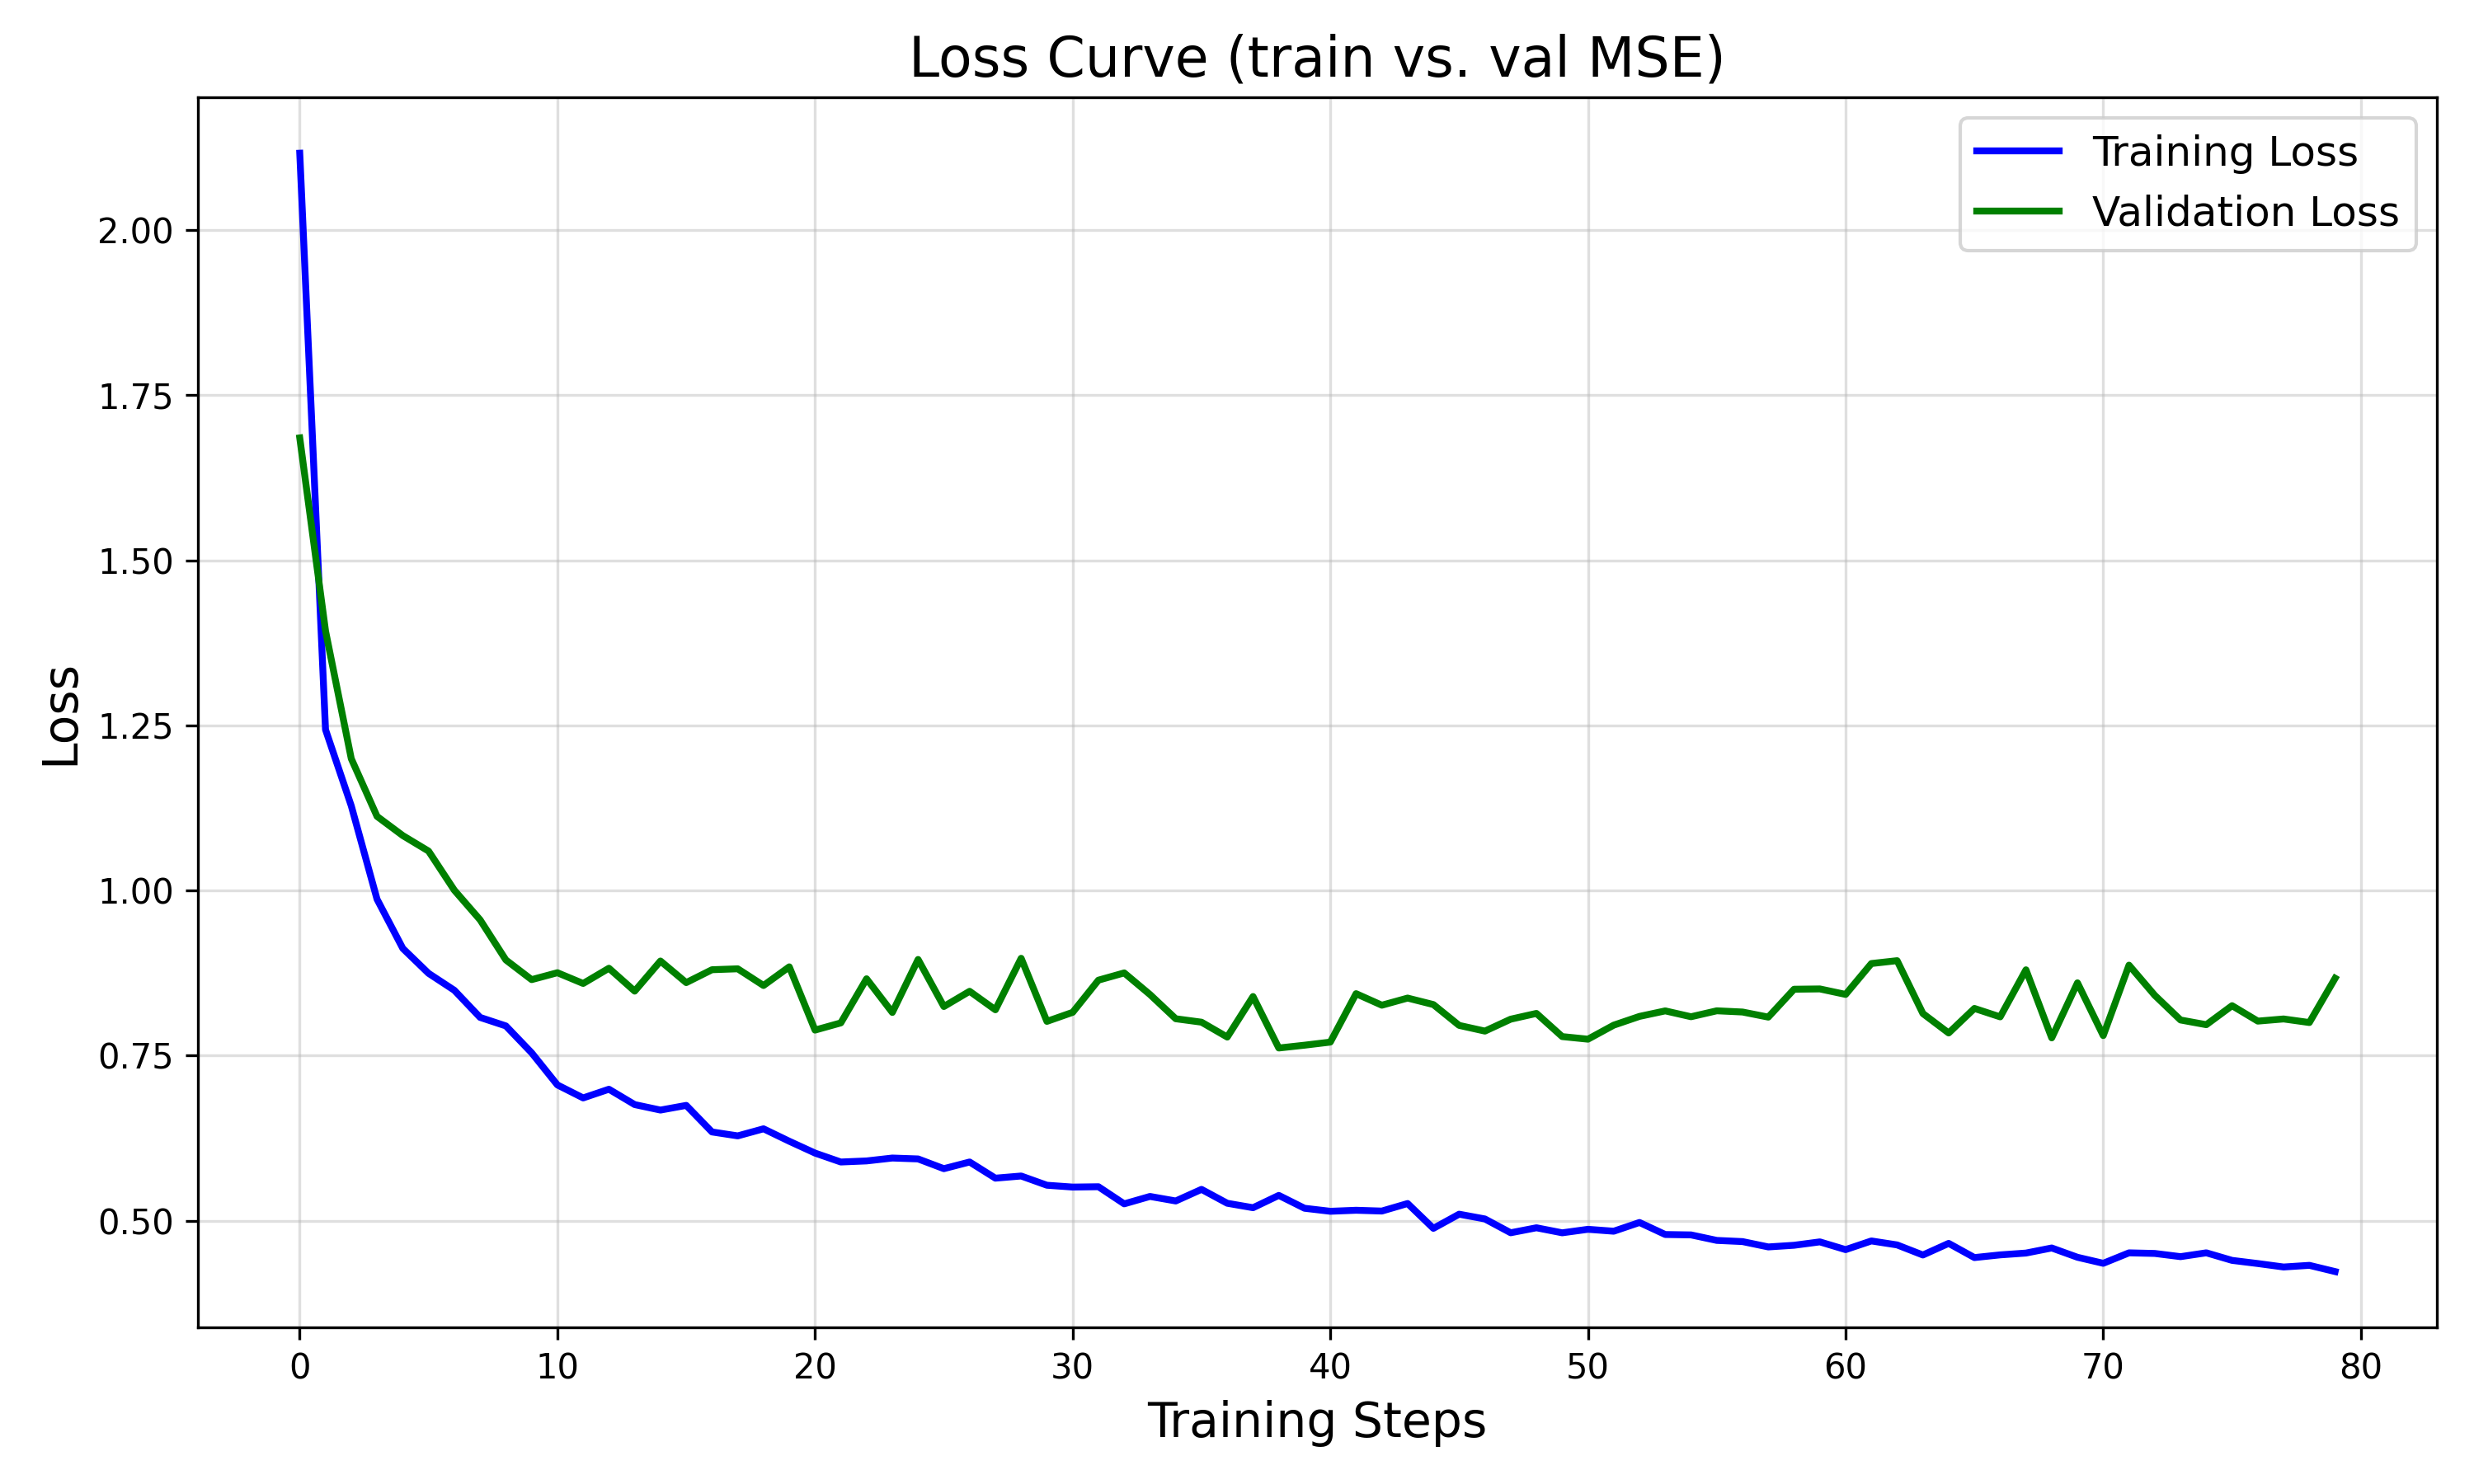 Loss Curve (train vs. val MSE)
Training Loss
Validation Loss
2.00
1.75
1.50
1.25
1.00
0.75
0.50
Loss
0 10 20 30 40 50 60 70 80
Training Steps